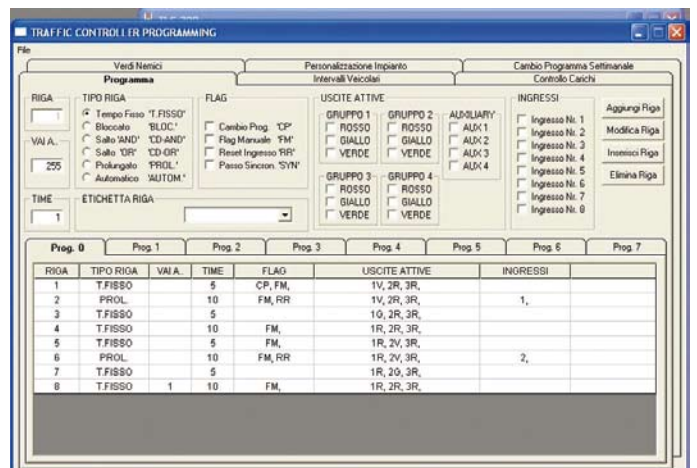 TRAFFIC CONTROLLER PROGRAMMING
File
Verdi Nemici Personalizzazione Impianto Cambio Programma Settimanale
Programma Intervalli Veicolari Controllo Carichi
RIGA TIPO RIGA FLAG USCITE ATTIVE INGRESSI
1
Tempo Fisso 'T.FISSO'
Bloccato 'BLOC.'
Salto 'AND' 'CD-AND'
Salto 'OR' 'CD-OR'
Prolungato 'PROL.'
Automatico 'AUTOM.'
Cambio Prog. 'CP'
Flag Manuale 'FM'
Reset Ingresso 'RR'
Passo Sincron. 'SYN'
GRUPPO 1
ROSSO
GIALLO
VERDE
GRUPPO 2
ROSSO
GIALLO
VERDE
AUXILIARY
AUX 1
AUX 2
AUX 3
AUX 4
GRUPPO 3
ROSSO
GIALLO
VERDE
GRUPPO 4
ROSSO
GIALLO
VERDE
Ingresso Nr. 1
Ingresso Nr. 2
Ingresso Nr. 3
Ingresso Nr. 4
Ingresso Nr. 5
Ingresso Nr. 6
Ingresso Nr. 7
Ingresso Nr. 8
Aggiungi Riga
Modifica Riga
Inserisci Riga
Elimina Riga
VAI A..
255
TIME
1
ETICHETTA RIGA
Prog. 0 Prog. 1 Prog. 2 Prog. 3 Prog. 4 Prog. 5 Prog. 6 Prog. 7
RIGA TIPO RIGA VAI A.. TIME FLAG USCITE ATTIVE INGRESSI
1 T.FISSO 5 CP, FM, 1V, 2R, 3R,
2 PROL. 10 FM, RR 1V, 2R, 3R, 1,
3 T.FISSO 5 1G, 2R, 3R,
4 T.FISSO 10 FM, 1R, 2R, 3R,
5 T.FISSO 5 FM, 1R, 2V, 3R,
6 PROL. 10 FM, RR 1R, 2V, 3R, 2,
7 T.FISSO 5 1R, 2G, 3R,
8 T.FISSO 1 10 FM, 1R, 2R, 3R,